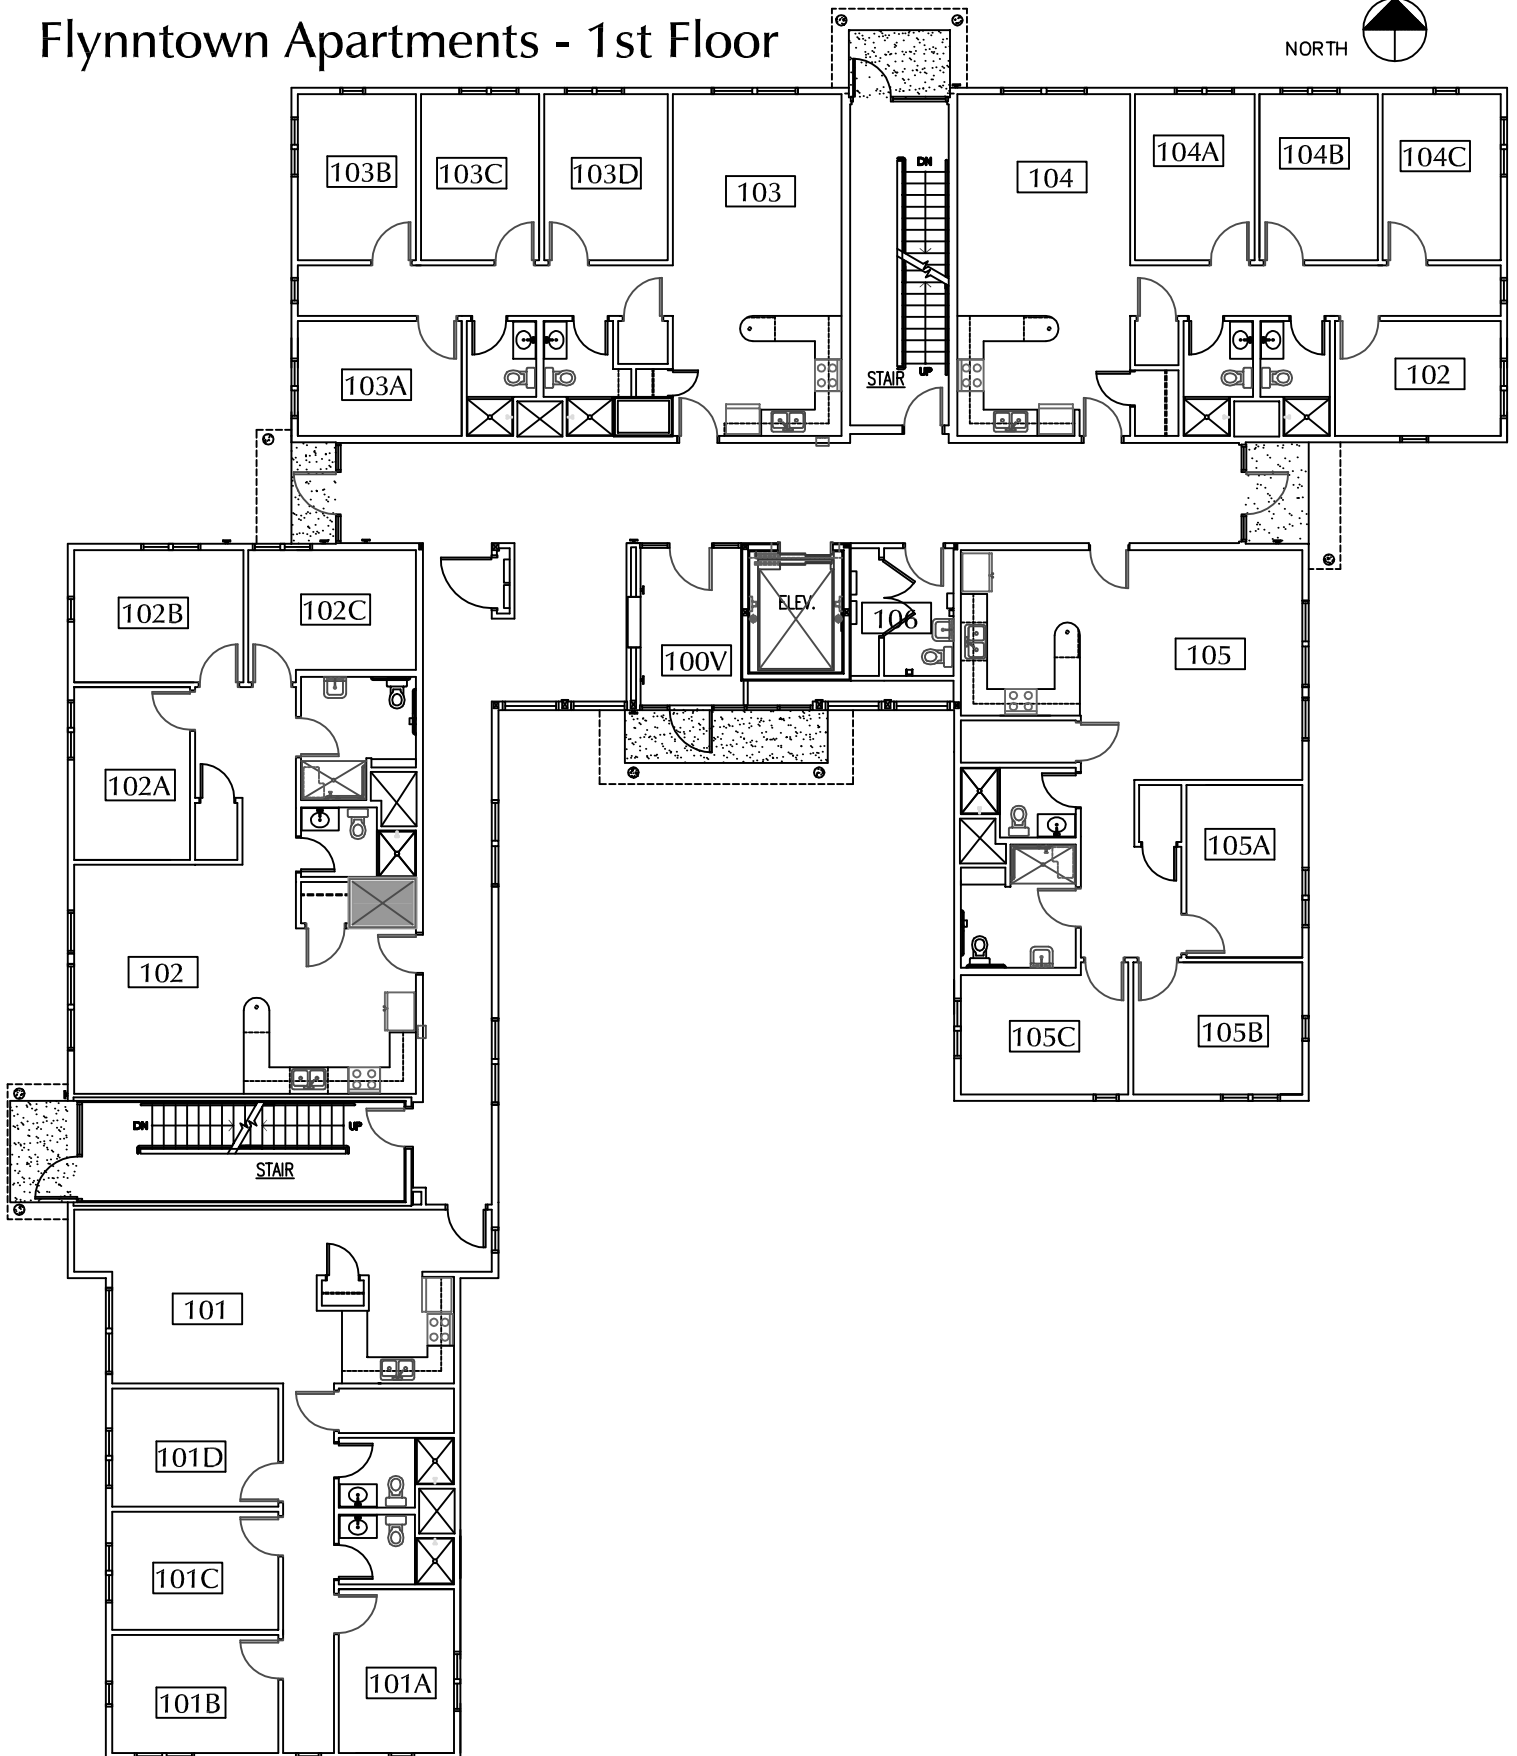 Flynntown Apartments - 1st Floor
NORTH
103B
103C
103D
103
DN
104
104A
104B
104C
103A
STAIR
UP
102
102B
102C
ELEV.
106
100V
105
102A
105A
102
105C
105B
DN
UP
STAIR
101
101D
101C
101B
101A